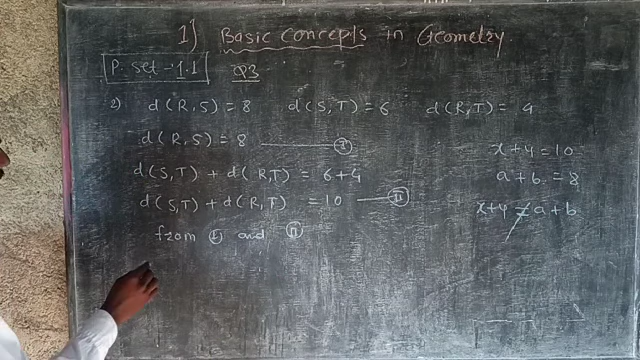 1) Basic Concepts in Geometry
P. Set - 1.1 Q3
2) d(R,S) = 8 d(S,T) = 6 d(R,T) = 4
d(R,S) = 8 ——— Ⓘ
d(S,T) + d(R,T) = 6+4
d(S,T) + d(R,T) = 10 — Ⓘⓘ
from Ⓘ and Ⓘⓘ
x+4 = 10
a+b = 8
x+4 ≠ a+b